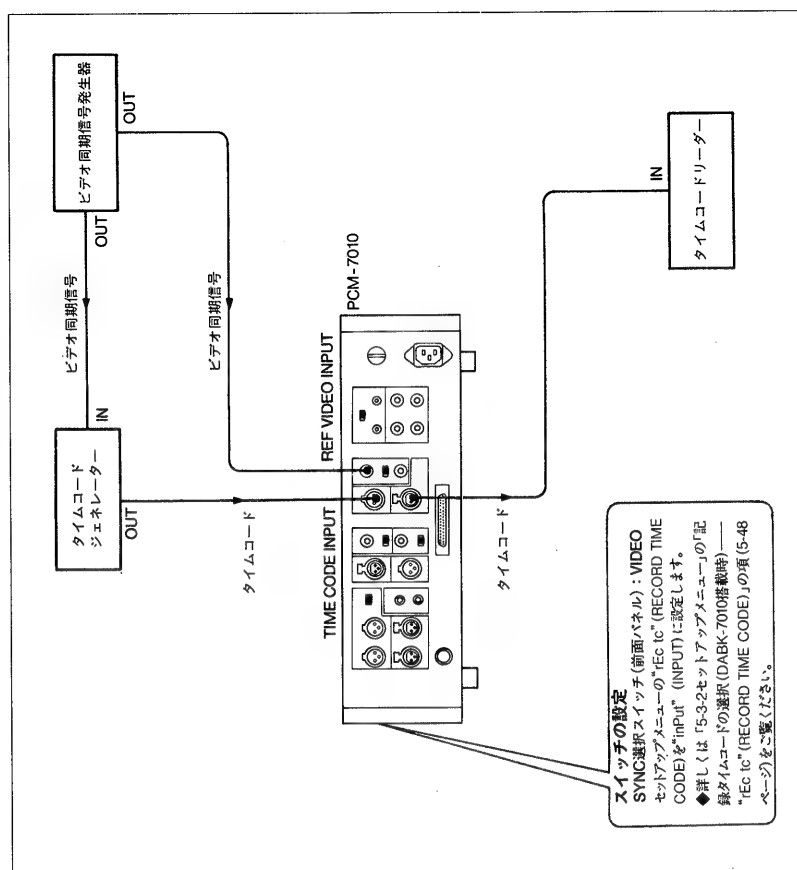 ビデオ同期信号発生器
OUT
OUT
ビデオ同期信号
ビデオ同期信号
IN
タイムコード
ジェネレーター
OUT
タイムコード
TIME CODE INPUT
REF VIDEO INPUT
PCM-7010
タイムコード
IN
タイムコードリーダー
スイッチの設定
SYNC選択スイッチ(前面パネル):VIDEO
セットアップメニューの"rEc tc"(RECORD TIME
CODE)を"inPut" (INPUT)に設定します。
◆詳しくは「5-3-2セットアップメニュー」の「記
録タイムコードの選択(DABK-7010搭載時)——
"rEc tc"(RECORD TIME CODE)」の項(5-48
ページ)をご覧ください。